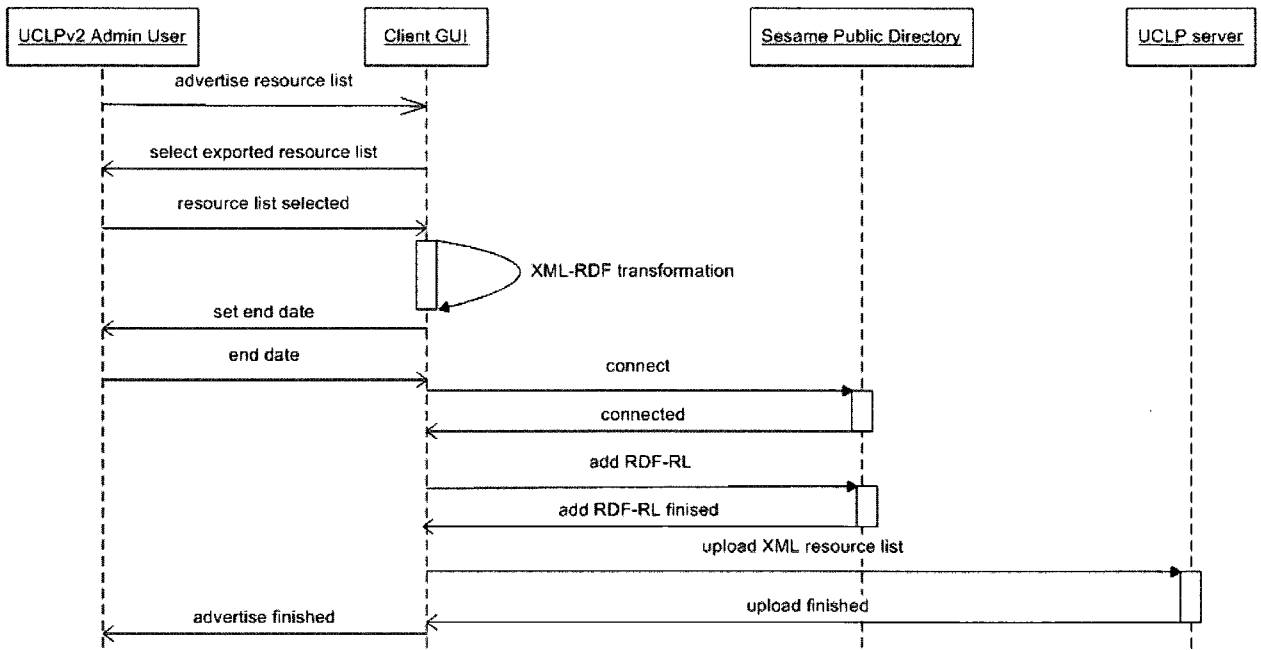 UCLPv2 Admin User
Client GUI
Sesame Public Directory
UCLP server
advertise resource list
select exported resource list
resource list selected
XML-RDF transformation
set end date
end date
connect
connected
add RDF-RL
add RDF-RL finised
upload XML resource list
upload finished
advertise finished